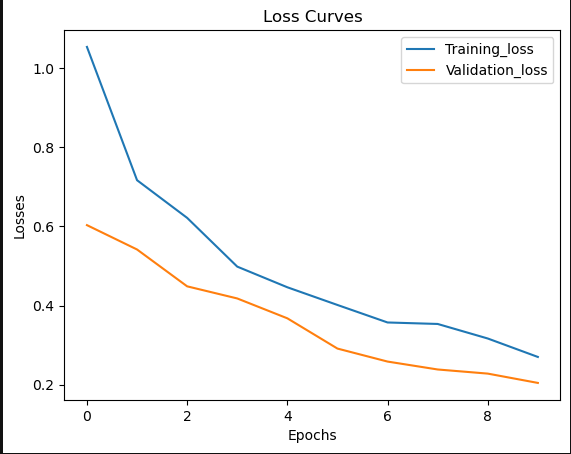 Loss Curves
Training_loss
Validation_loss
1.0
0.8
0.6
0.4
0.2
Losses
0 2 4 6 8
Epochs